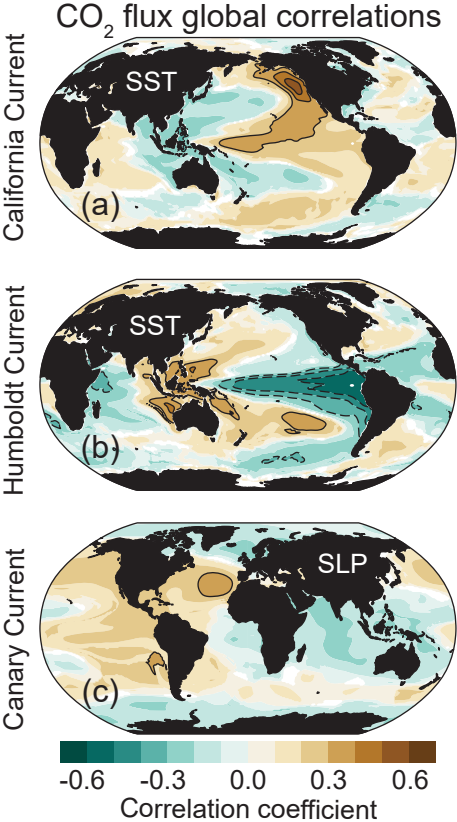 CO₂ flux global correlations
California Current
SST
(a)
Humboldt Current
SST
(b)
Canary Current
SLP
(c)
-0.6 -0.3 0.0 0.3 0.6
Correlation coefficient